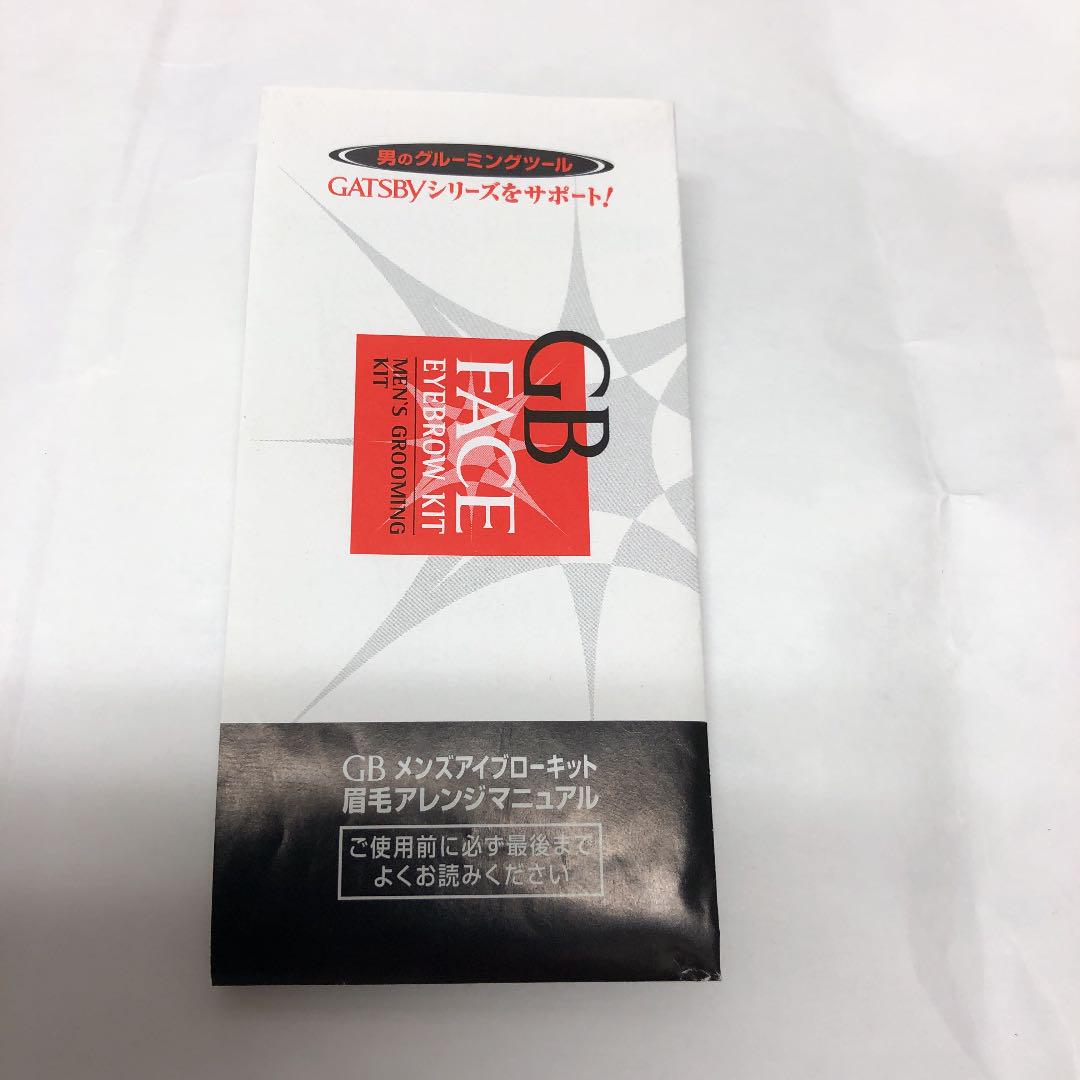 男のグルーミングツール
GATSBYシリーズをサポート!
GB
FACE
EYEBROW KIT
MEN'S GROOMING
KIT
GB メンズアイブローキット
眉毛アレンジマニュアル
ご使用前に必ず最後まで
よくお読みください